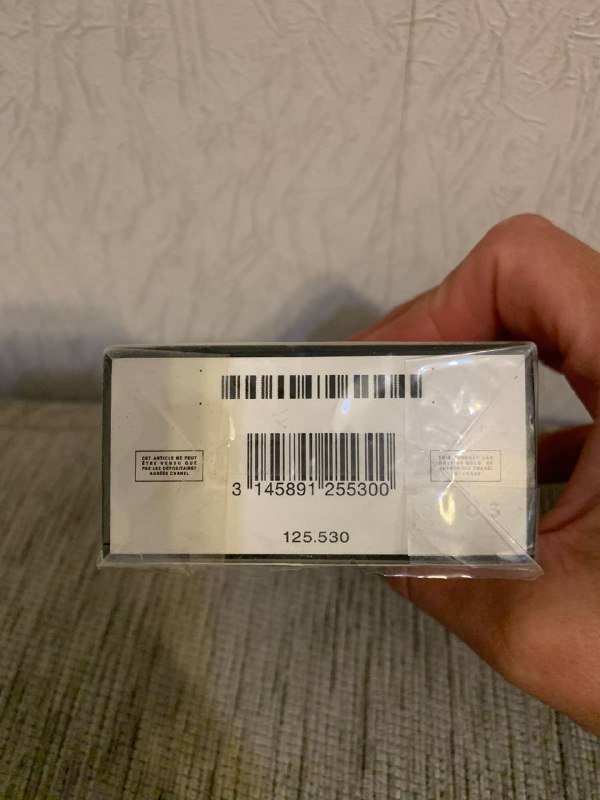 CET ARTICLE NE PEUT
ÊTRE VENDU QUE
PAR LES DÉPOSITAIRES
AGRÉÉS CHANEL
3 145891 255300
125.530